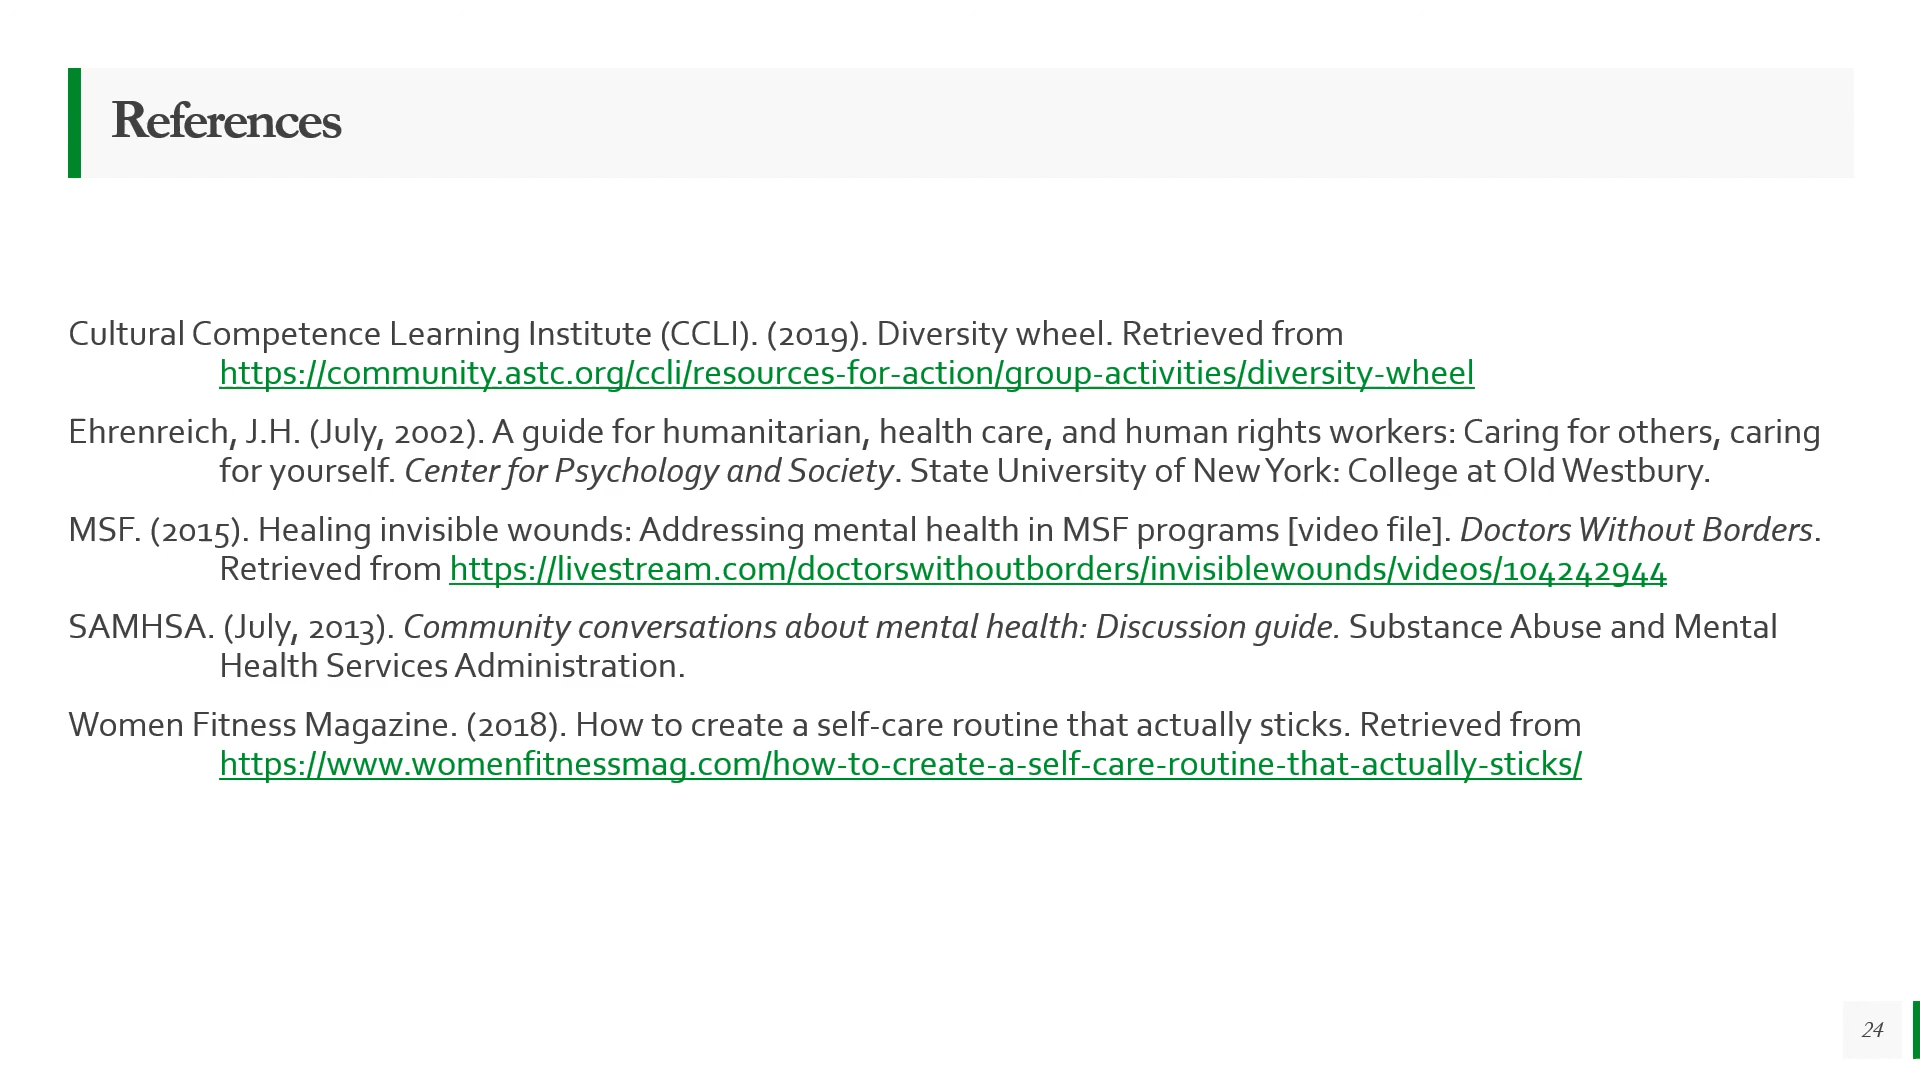 References
Cultural Competence Learning Institute (CCLI). (2019). Diversity wheel. Retrieved from
https://community.astc.org/ccli/resources-for-action/group-activities/diversity-wheel
Ehrenreich, J.H. (July, 2002). A guide for humanitarian, health care, and human rights workers: Caring for others, caring
for yourself. Center for Psychology and Society. State University of New York: College at Old Westbury.
MSF. (2015). Healing invisible wounds: Addressing mental health in MSF programs [video file]. Doctors Without Borders.
Retrieved from https://livestream.com/doctorswithoutborders/invisiblewounds/videos/104242944
SAMHSA. (July, 2013). Community conversations about mental health: Discussion guide. Substance Abuse and Mental
Health Services Administration.
Women Fitness Magazine. (2018). How to create a self-care routine that actually sticks. Retrieved from
https://www.womenfitnessmag.com/how-to-create-a-self-care-routine-that-actually-sticks/
24